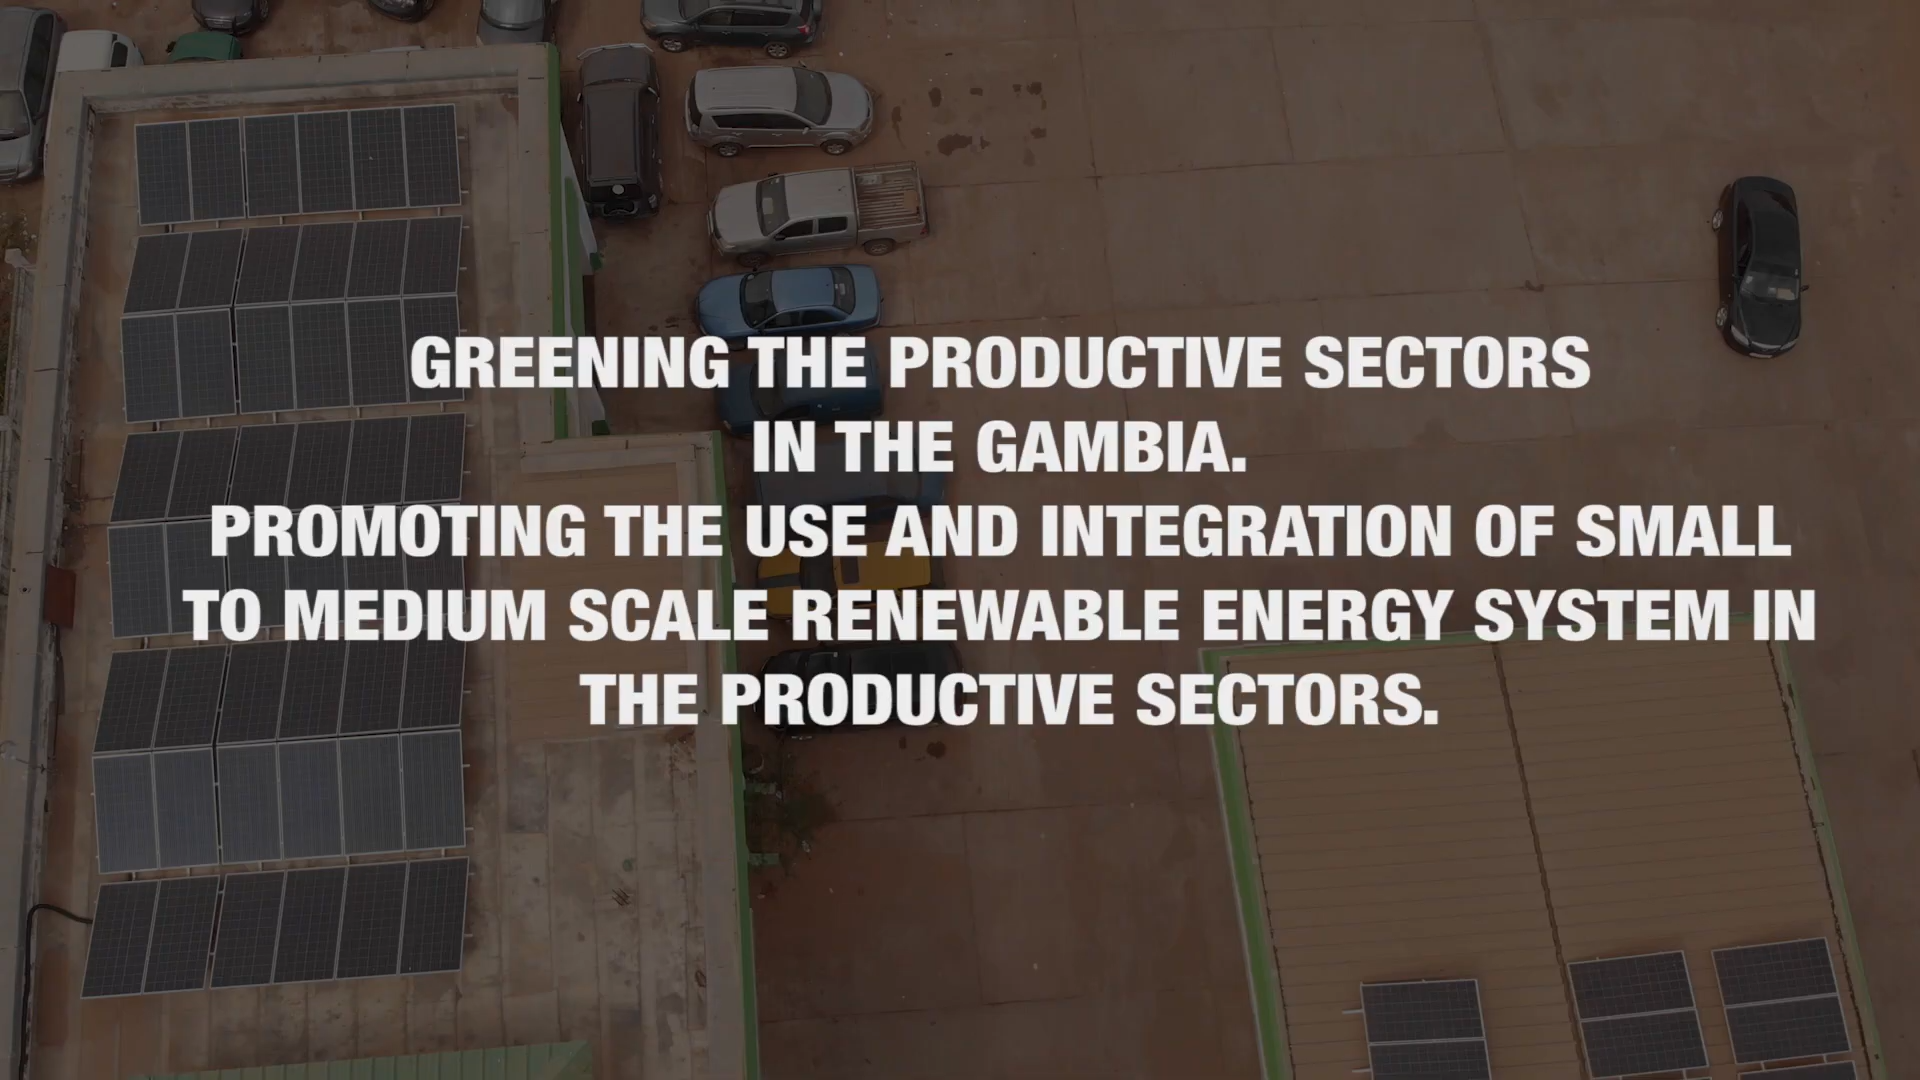 GREENING THE PRODUCTIVE SECTORS
IN THE GAMBIA.
PROMOTING THE USE AND INTEGRATION OF SMALL
TO MEDIUM SCALE RENEWABLE ENERGY SYSTEM IN
THE PRODUCTIVE SECTORS.